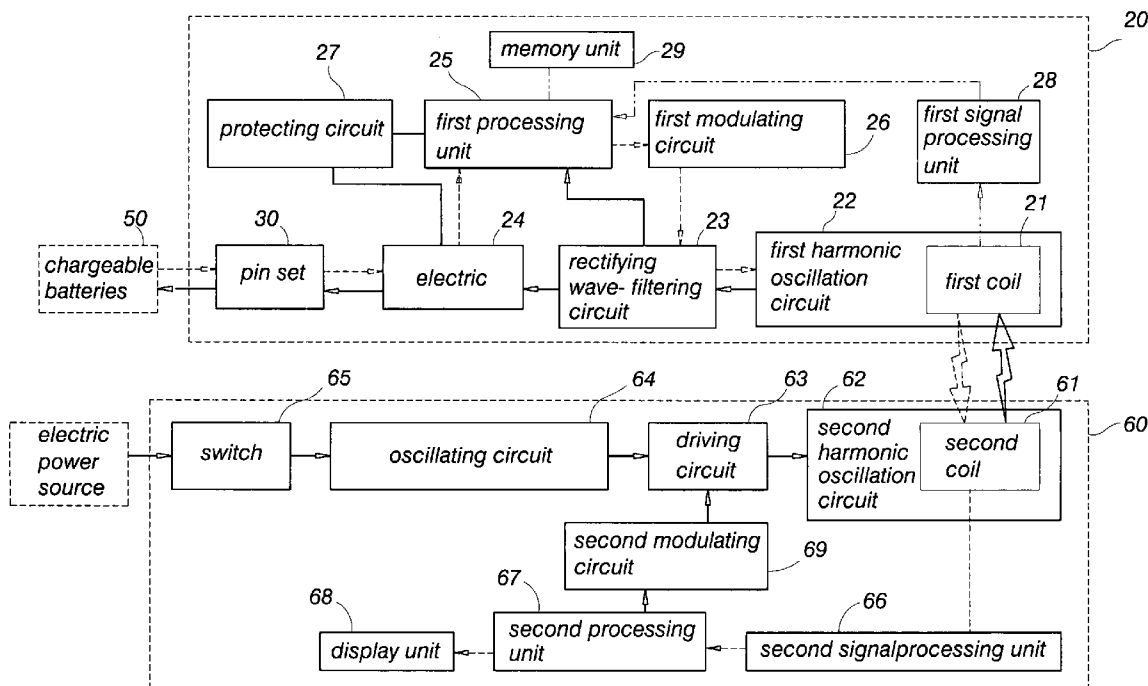 20
memory unit
29
27
25
28
protecting circuit
first processing
unit
first modulating
circuit
26
first signal
processing
unit
50
30
24
23
22
21
chargeable
batteries
pin set
electric
rectifying
wave- filtering
circuit
first harmonic
oscillation
circuit
first coil
65
64
63
62
61
60
electric
power
source
switch
oscillating circuit
driving
circuit
second
harmonic
oscillation
circuit
second
coil
second modulating
circuit
69
68
67
66
display unit
second processing
unit
second signalprocessing unit